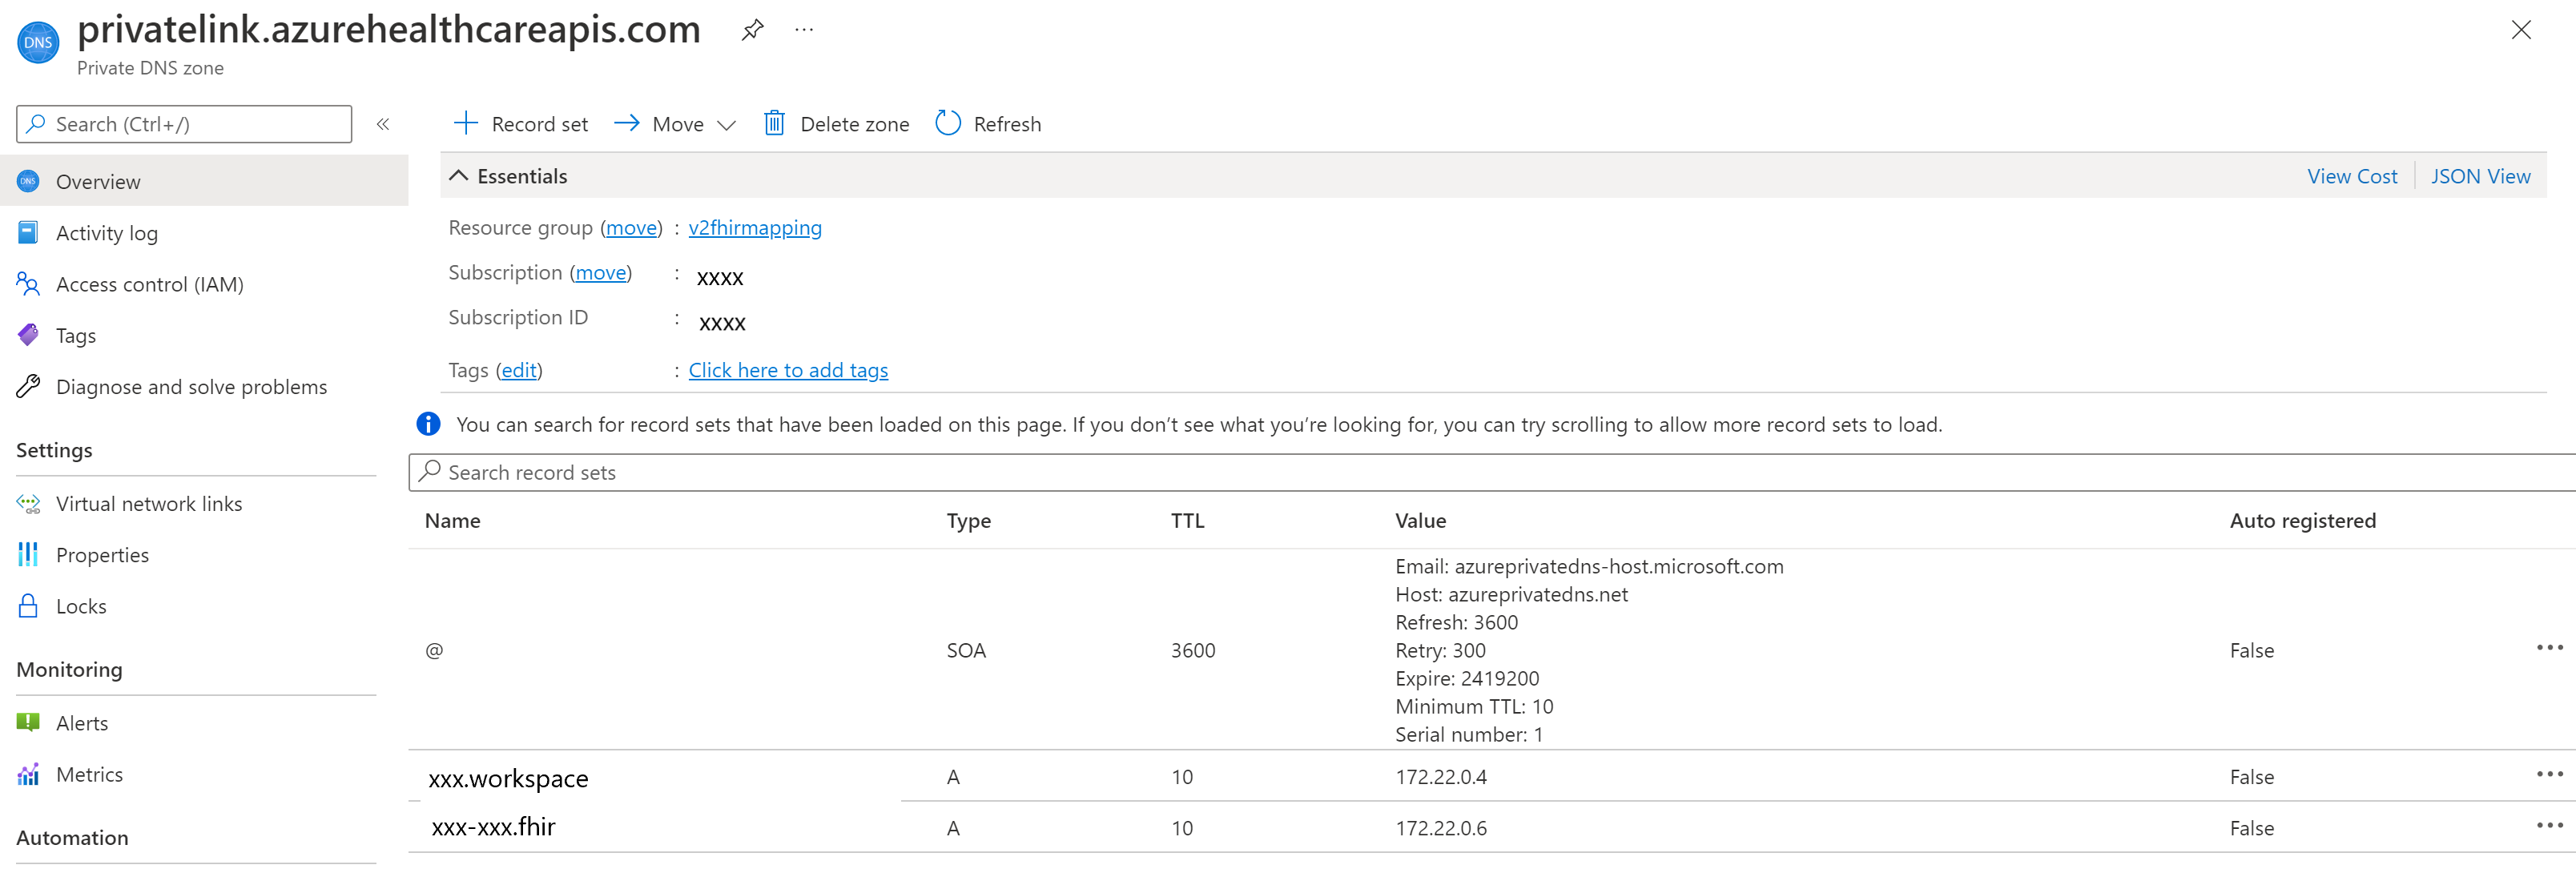 DNS
privatelink.azurehealthcareapis.com
...
Private DNS zone
Search (Ctrl+/)
«
Record set
Move
Delete zone
Refresh
DNS
Overview
Activity log
Access control (IAM)
Tags
Diagnose and solve problems
Settings
Virtual network links
Properties
Locks
Monitoring
Alerts
Metrics
Automation
Essentials
View Cost
JSON View
Resource group (move) : v2fhirmapping
Subscription (move) : xxxx
Subscription ID : xxxx
Tags (edit) : Click here to add tags
You can search for record sets that have been loaded on this page. If you don’t see what you’re looking for, you can try scrolling to allow more record sets to load.
Search record sets
Name Type TTL Value Auto registered
Email: azureprivatedns-host.microsoft.com
Host: azureprivatedns.net
Refresh: 3600
@ SOA 3600 Retry: 300 False ...
Expire: 2419200
Minimum TTL: 10
Serial number: 1
xxx.workspace A 10 172.22.0.4 False ...
xxx-xxx.fhir A 10 172.22.0.6 False ...